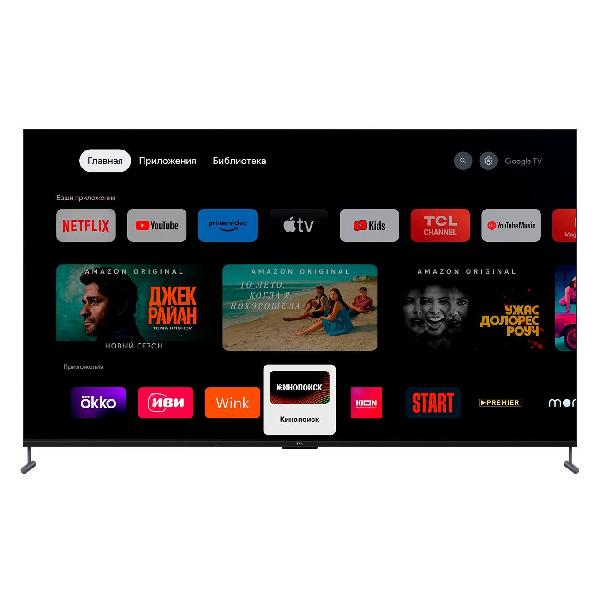 Главная Приложения Библиотека Google TV
Ваши приложения
NETFLIX YouTube prime video tv Kids TCL CHANNEL YouTube Music
AMAZON ORIGINAL
ДЖЕК
РАЙАН
НОВЫЙ СЕЗОН
AMAZON ORIGINAL
ТО ЛЕТО,
КОГДА Я
ПОХОРОШЕЛА
AMAZON ORIGINAL
УЖАС
ДОЛОРЕС
РОУЧ
Приложения
ökko иви Wink КИНОПОИСК KION START PREMIER mor
Кинопоиск
TCL